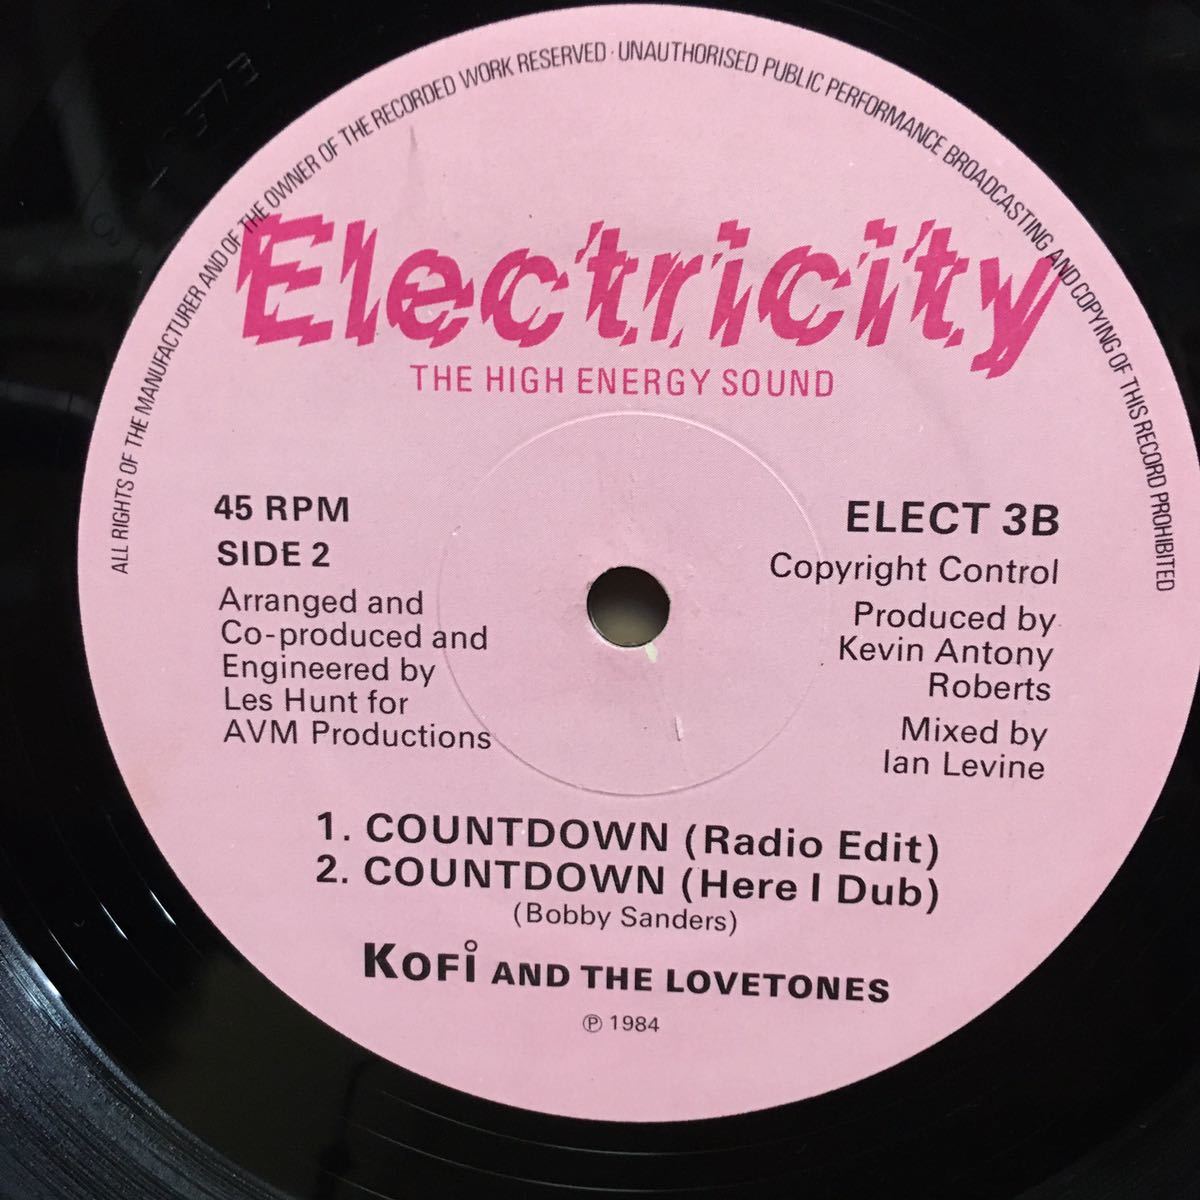 ALL RIGHTS OF THE MANUFACTURER AND OF THE OWNER OF THE RECORDED WORK RESERVED · UNAUTHORISED PUBLIC PERFORMANCE BROADCASTING AND COPYING OF THIS RECORD PROHIBITED
Electricity
THE HIGH ENERGY SOUND
45 RPM
SIDE 2
Arranged and
Co-produced and
Engineered by
Les Hunt for
AVM Productions
ELECT 3B
Copyright Control
Produced by
Kevin Antony
Roberts
Mixed by
Ian Levine
1. COUNTDOWN (Radio Edit)
2. COUNTDOWN (Here I Dub)
(Bobby Sanders)
KOFi AND THE LOVETONES
℗ 1984